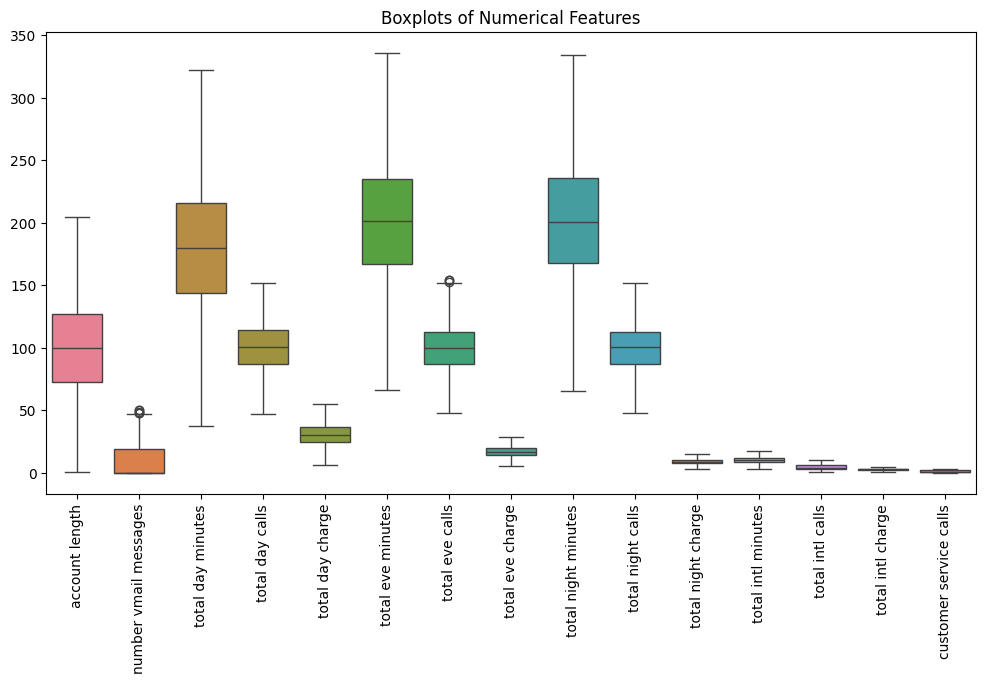 Boxplots of Numerical Features
350
300
250
200
150
100
50
0
account length
number vmail messages
total day minutes
total day calls
total day charge
total eve minutes
total eve calls
total eve charge
total night minutes
total night calls
total night charge
total intl minutes
total intl calls
total intl charge
customer service calls